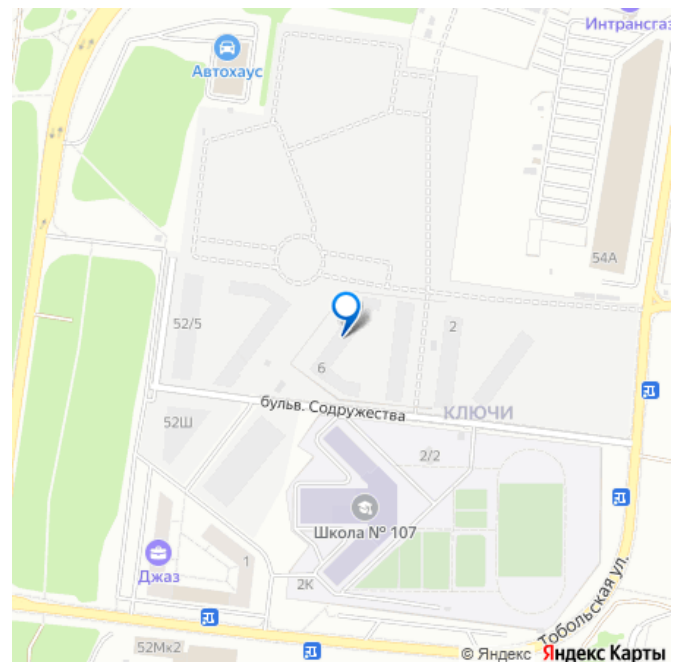 Интрансгаз
Автохаус
54А
52/5
2
6
бульв. Содружества
КЛЮЧИ
52Ш
2/2
Школа № 107
Джаз
1
2К
Тобольская ул.
52Мк2
© Яндекс Яндекс Карты